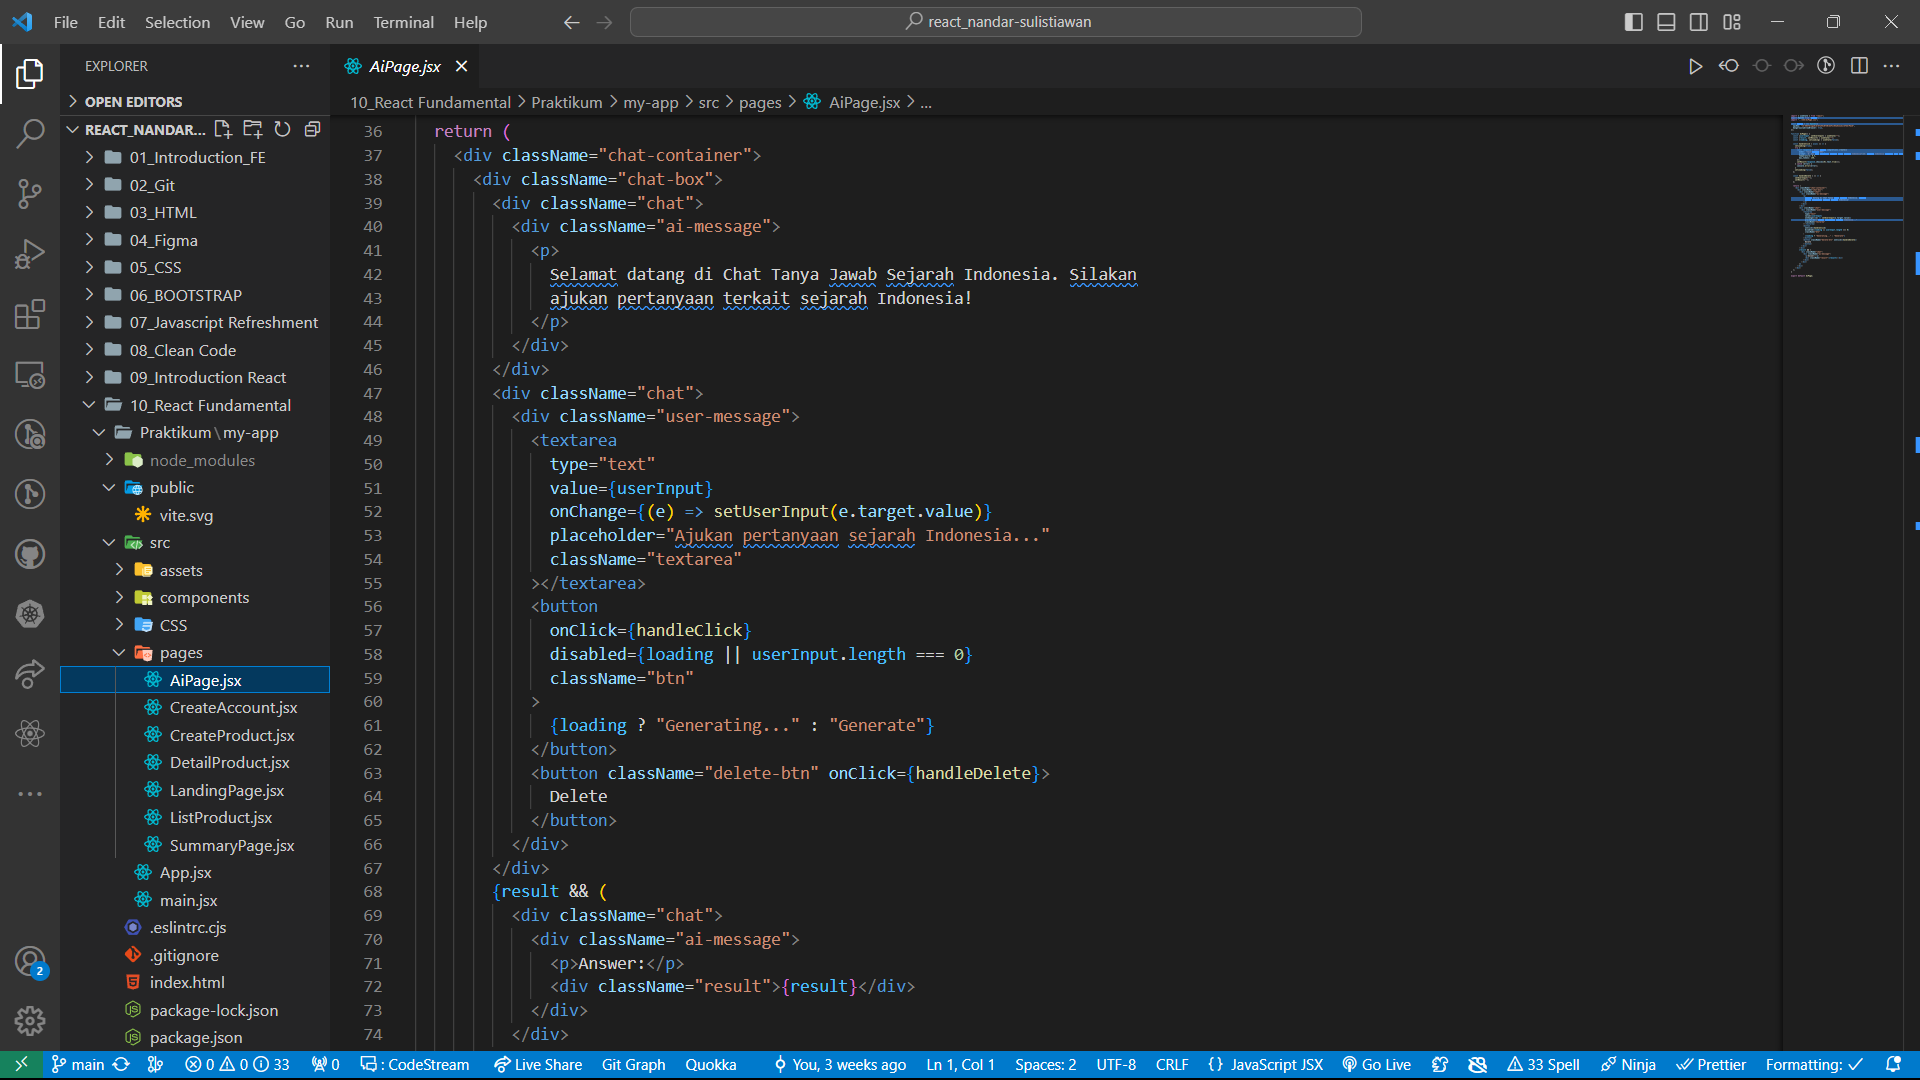 File Edit Selection View Go Run Terminal Help
react_nandar-sulistiawan
EXPLORER
AiPage.jsx
OPEN EDITORS
10_React Fundamental > Praktikum > my-app > src > pages > AiPage.jsx > ...
REACT_NANDAR...
01_Introduction_FE
02_Git
03_HTML
04_Figma
05_CSS
06_BOOTSTRAP
07_Javascript Refreshment
08_Clean Code
09_Introduction React
10_React Fundamental
Praktikum\my-app
node_modules
public
vite.svg
src
assets
components
CSS
pages
AiPage.jsx
CreateAccount.jsx
CreateProduct.jsx
DetailProduct.jsx
LandingPage.jsx
ListProduct.jsx
SummaryPage.jsx
App.jsx
main.jsx
.eslintrc.cjs
.gitignore
index.html
package-lock.json
package.json
2
36 return (
37 <div className="chat-container">
38 <div className="chat-box">
39 <div className="chat">
40 <div className="ai-message">
41 <p>
42 Selamat datang di Chat Tanya Jawab Sejarah Indonesia. Silakan
43 ajukan pertanyaan terkait sejarah Indonesia!
44 </p>
45 </div>
46 </div>
47 <div className="chat">
48 <div className="user-message">
49 <textarea
50 type="text"
51 value={userInput}
52 onChange={(e) => setUserInput(e.target.value)}
53 placeholder="Ajukan pertanyaan sejarah Indonesia..."
54 className="textarea"
55 ></textarea>
56 <button
57 onClick={handleClick}
58 disabled={loading || userInput.length === 0}
59 className="btn"
60 >
61 {loading ? "Generating..." : "Generate"}
62 </button>
63 <button className="delete-btn" onClick={handleDelete}>
64 Delete
65 </button>
66 </div>
67 </div>
68 {result && (
69 <div className="chat">
70 <div className="ai-message">
71 <p>Answer:</p>
72 <div className="result">{result}</div>
73 </div>
74 </div>
main 0 0 33 0 : CodeStream Live Share Git Graph Quokka You, 3 weeks ago Ln 1, Col 1 Spaces: 2 UTF-8 CRLF {} JavaScript JSX Go Live 33 Spell Ninja Prettier Formatting: ✓